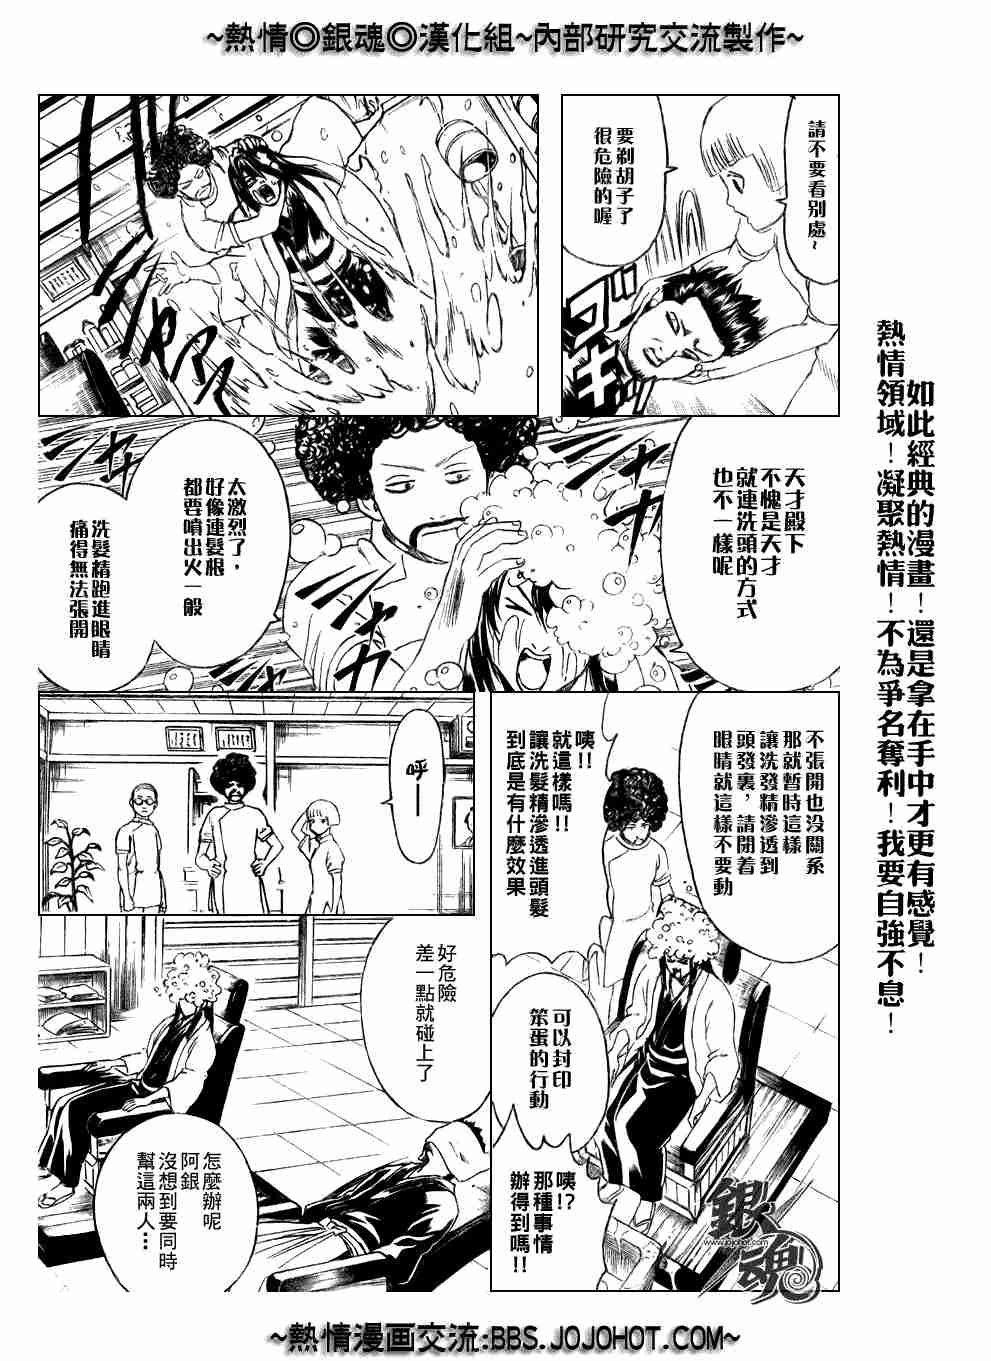 ~熱情◎銀魂◎漢化組~內部研究交流製作~
請不要看別處~
要剃胡子了
很危險的喔
ゴキ
天才殿下
不愧是天才
就連洗頭的方式
也不一樣呢
太激烈了，
好像連髮根
都要噴出火一般
洗髮精跑進眼睛
痛得無法張開
不張開也没關系
那就暫時這樣
讓洗發精滲透到
頭發裏，請閉着
眼睛就這樣不要動
咦!!
就這樣嗎!!
讓洗髮精滲透進頭髮
到底是有什麼效果
呼——
可以封印
笨蛋的行動
咦!?
那種事情
辦得到嗎!!
好危險
差一點就碰上了
怎麼辦呢
阿銀
沒想到要同時
幫這兩人…
如此經典的漫畫！還是拿在手中才更有感覺！
熱情領域！凝聚熱情！不為爭名奪利！我要自強不息！
銀魂
www.jojohot.com
~熱情漫画交流:BBS.JOJOHOT.COM~